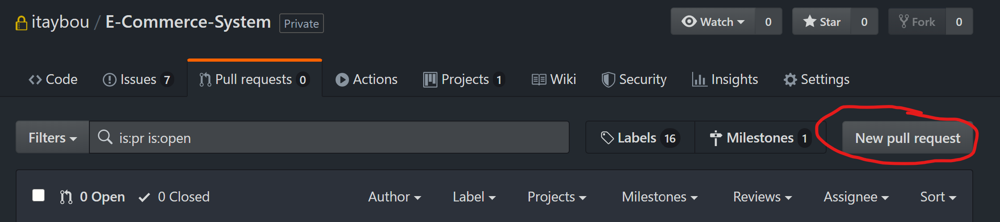 itaybou / E-Commerce-System Private Watch 0 Star 0 Fork 0
Code Issues 7 Pull requests 0 Actions Projects 1 Wiki Security Insights Settings
Filters is:pr is:open Labels 16 Milestones 1 New pull request
0 Open 0 Closed Author Label Projects Milestones Reviews Assignee Sort